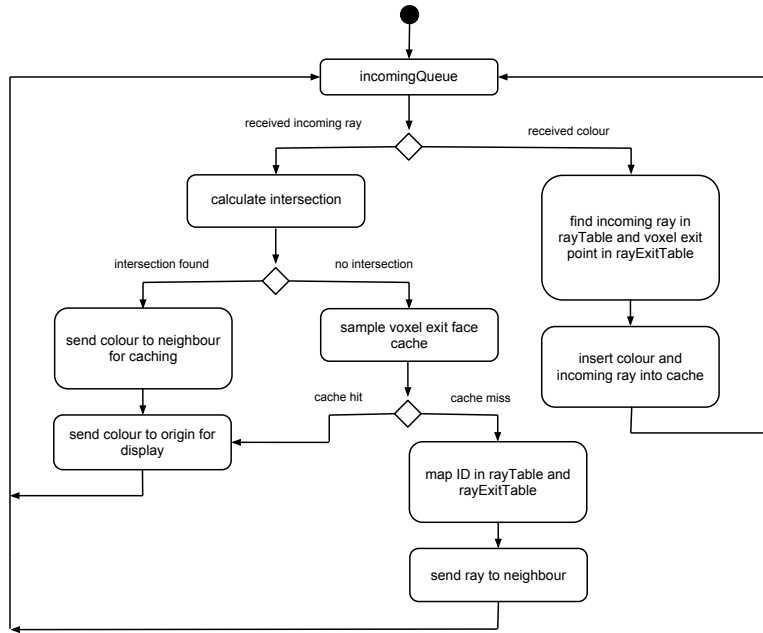 incomingQueue
received incoming ray
received colour
calculate intersection
find incoming ray in
rayTable and voxel exit
point in rayExitTable
intersection found
no intersection
send colour to neighbour
for caching
sample voxel exit face
cache
insert colour and
incoming ray into cache
cache hit
cache miss
send colour to origin for
display
map ID in rayTable and
rayExitTable
send ray to neighbour